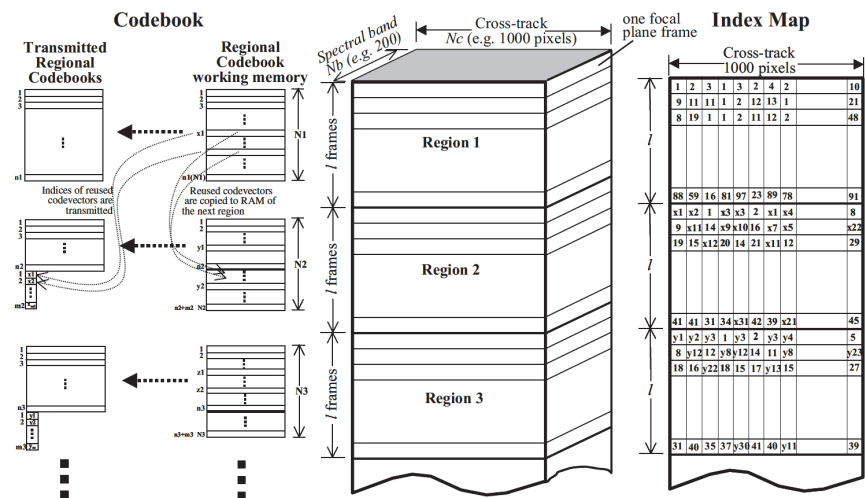 Codebook
Transmitted
Regional
Codebooks
Regional
Codebook
working memory
1
2
3
n1
1
2
3
x1
n1(N1)
N1
Indices of reused
codevectors are
transmitted
Reused codevectors
are copied to RAM of
the next region
1
2
3
n2
1
2
m2
x1
x2
1
2
3
y1
n2
y2
n2+m2 N2
N2
1
2
3
n3
1
2
m3
y1
y2
1
2
3
z1
z2
n3
n3+m3 N3
N3
Spectral band
Nb (e.g. 200)
Cross-track
Nc (e.g. 1000 pixels)
one focal
plane frame
l frames
Region 1
l frames
Region 2
l frames
Region 3
Index Map
Cross-track
1000 pixels
l
1 2 3 1 3 2 4 2 10
9 11 11 1 2 12 13 1 21
8 19 1 1 2 11 12 2 48
88 59 16 81 97 23 89 78 91
l
x1 x2 1 x3 x3 2 x1 x4 8
9 x11 14 x9 x10 16 x7 x5 x22
19 15 x12 20 14 21 x11 12 29
41 41 31 34 x31 42 39 x21 45
l
y1 y2 y3 1 y3 2 y3 y4 5
8 y12 12 y8 y12 14 11 y8 y23
18 16 y22 18 15 17 y13 15 27
31 40 35 37 y30 41 40 y11 39